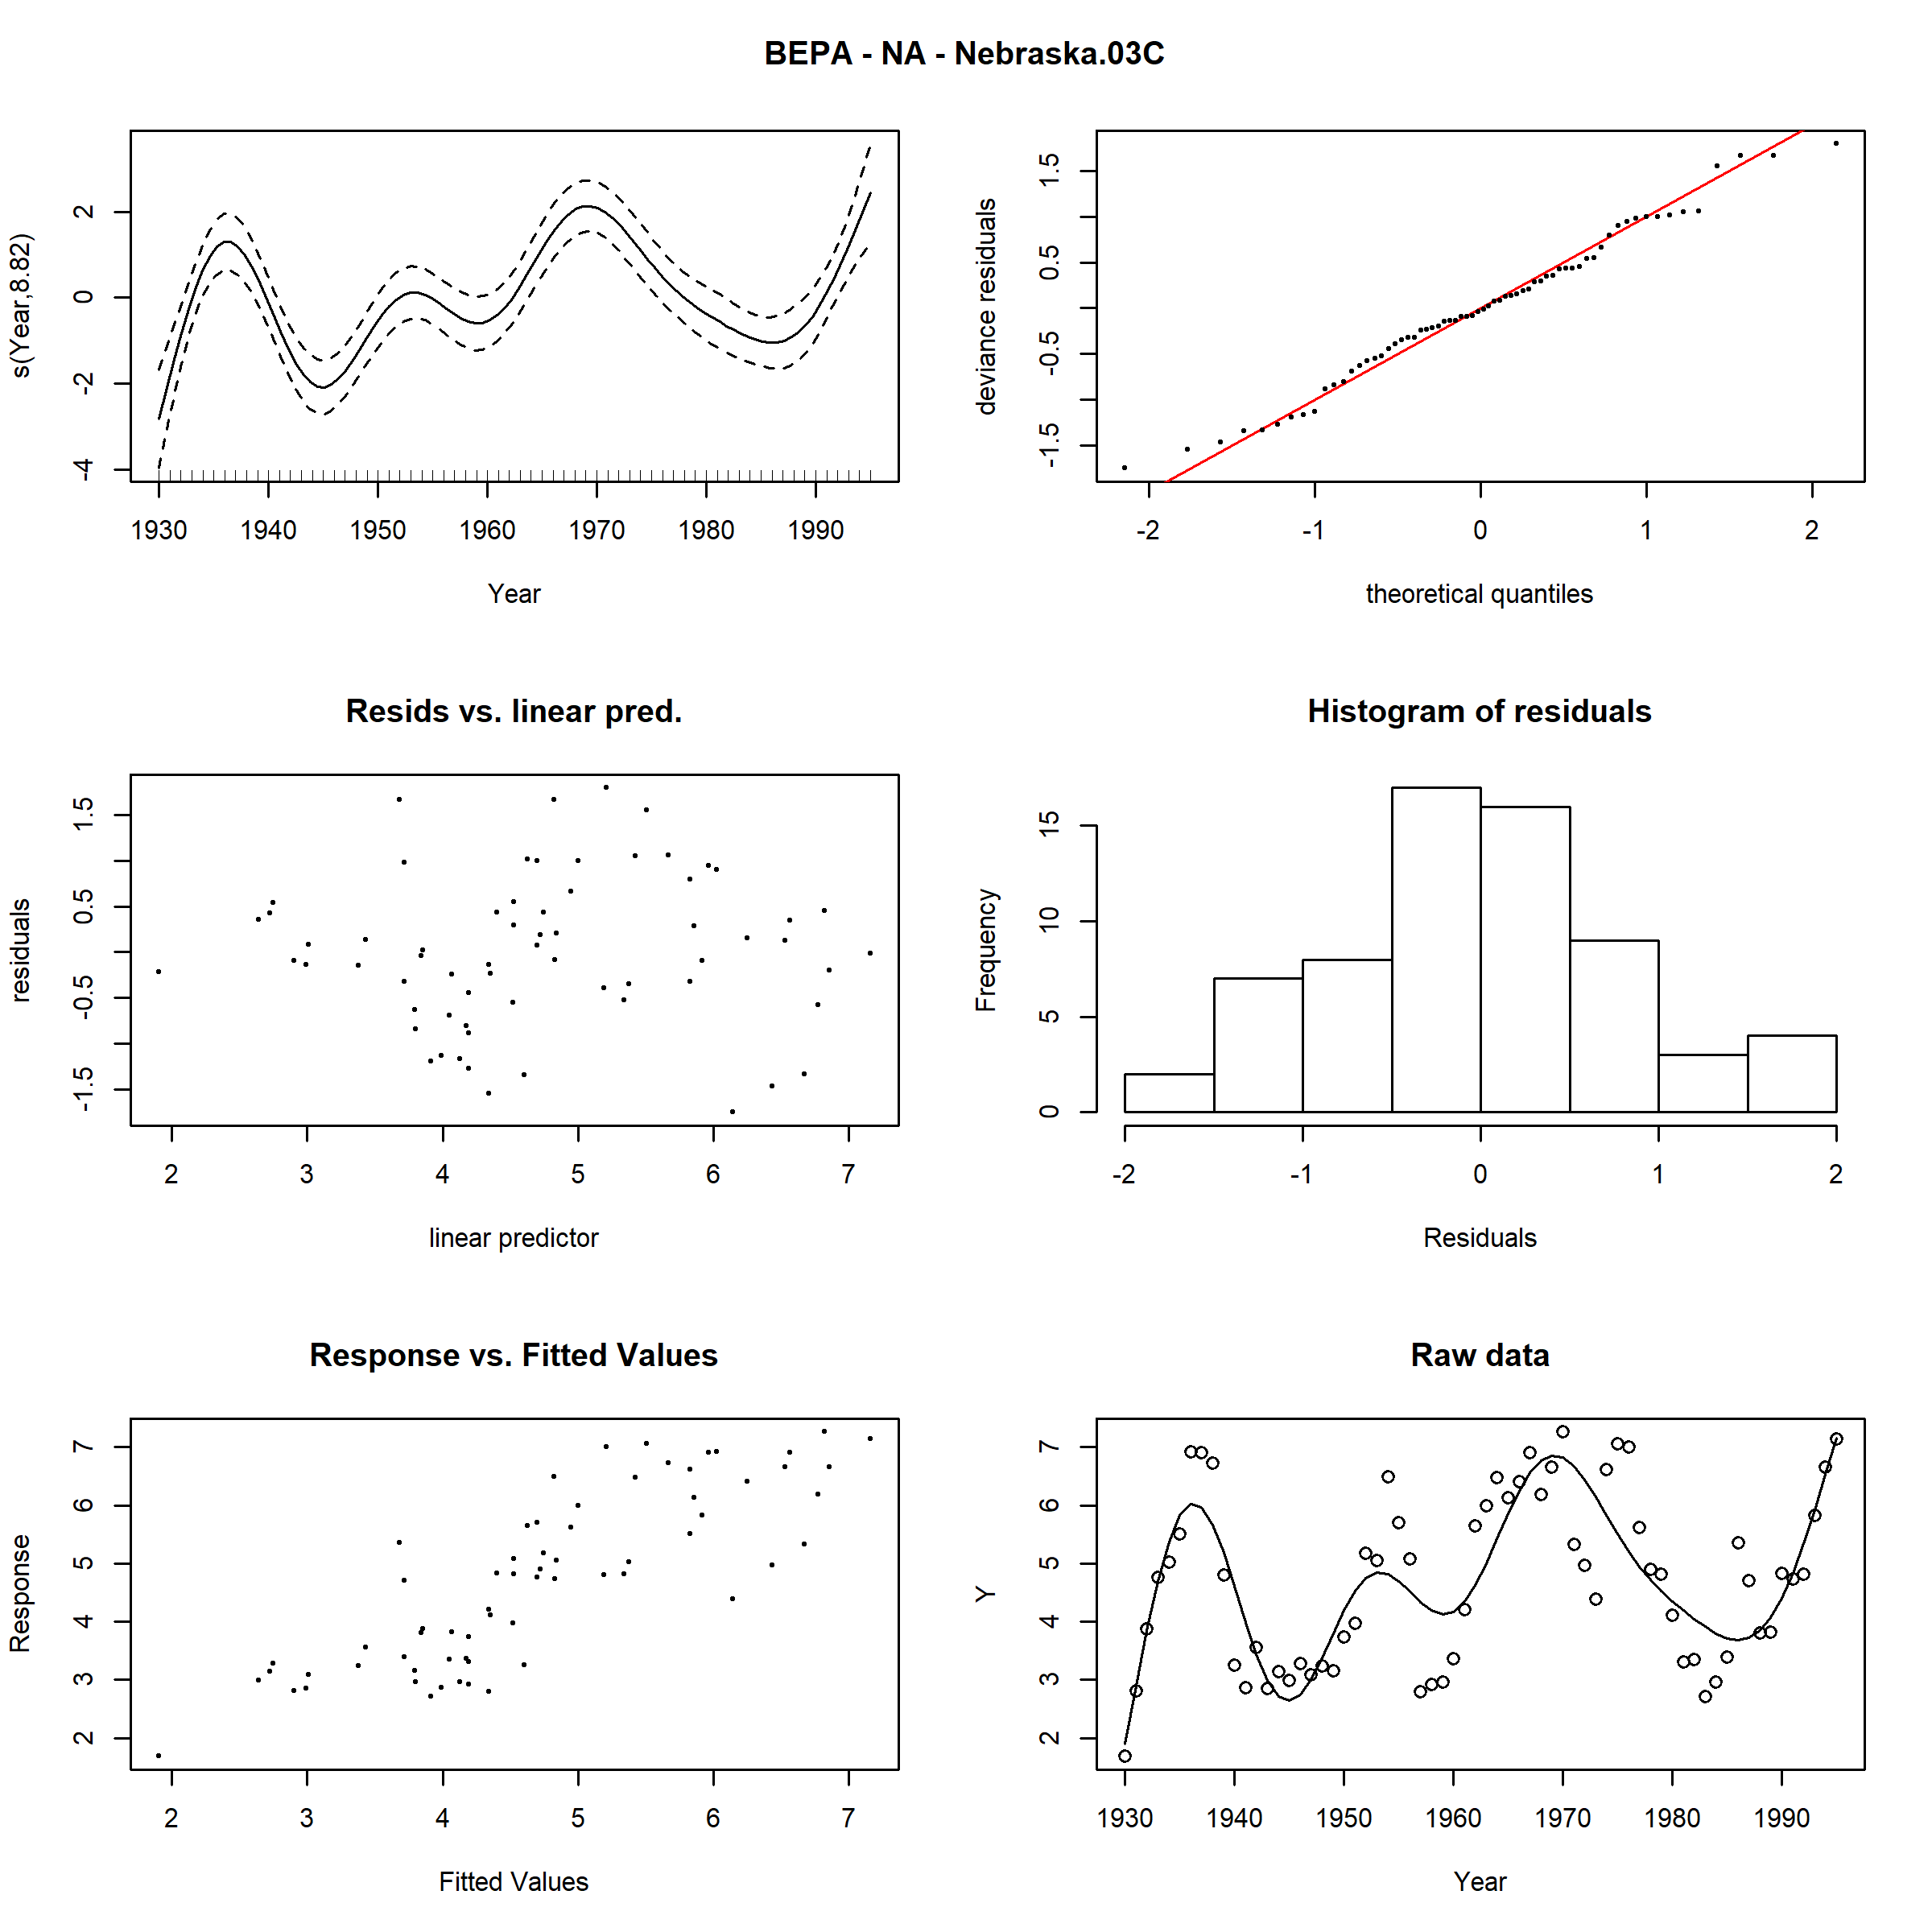 BEPA - NA - Nebraska.03C
s(Year,8.82)
2
0
-2
-4
1930 1940 1950 1960 1970 1980 1990
Year
deviance residuals
1.5
0.5
-0.5
-1.5
-2 -1 0 1 2
theoretical quantiles
Resids vs. linear pred.
residuals
1.5
0.5
-0.5
-1.5
2 3 4 5 6 7
linear predictor
Histogram of residuals
Frequency
15
10
5
0
-2 -1 0 1 2
Residuals
Response vs. Fitted Values
Response
7
6
5
4
3
2
2 3 4 5 6 7
Fitted Values
Raw data
Y
7
6
5
4
3
2
1930 1940 1950 1960 1970 1980 1990
Year